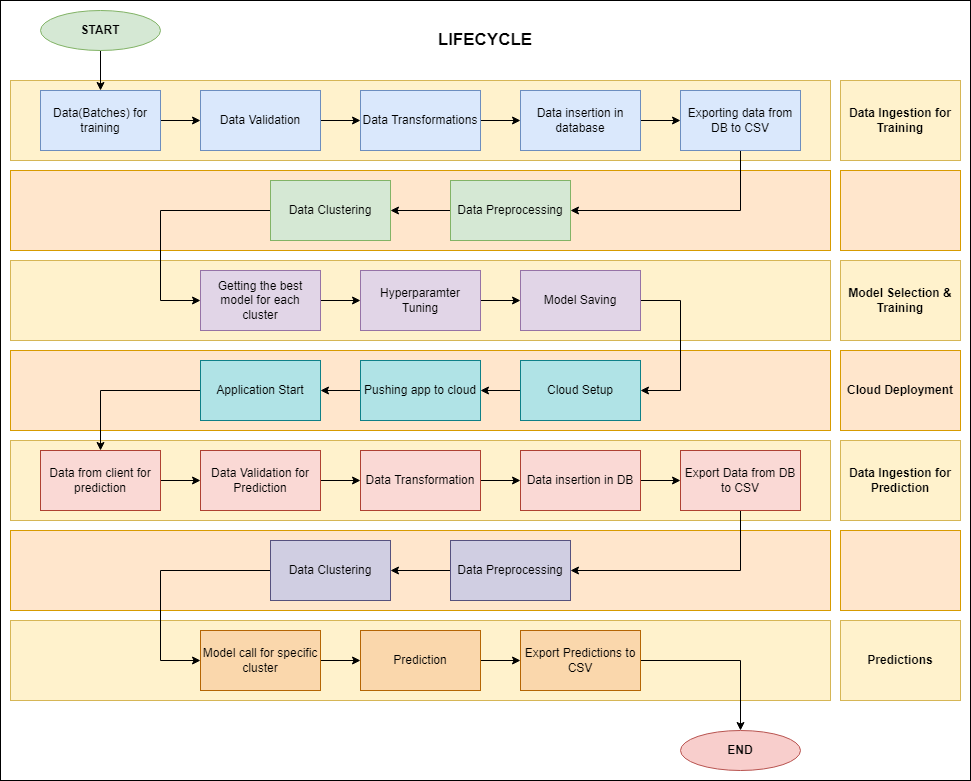 START
LIFECYCLE
Data(Batches) for
training
Data Validation
Data Transformations
Data insertion in
database
Exporting data from
DB to CSV
Data Ingestion for
Training
Data Clustering
Data Preprocessing
Getting the best
model for each
cluster
Hyperparamter
Tuning
Model Saving
Model Selection &
Training
Application Start
Pushing app to cloud
Cloud Setup
Cloud Deployment
Data from client for
prediction
Data Validation for
Prediction
Data Transformation
Data insertion in DB
Export Data from DB
to CSV
Data Ingestion for
Prediction
Data Clustering
Data Preprocessing
Model call for specific
cluster
Prediction
Export Predictions to
CSV
Predictions
END